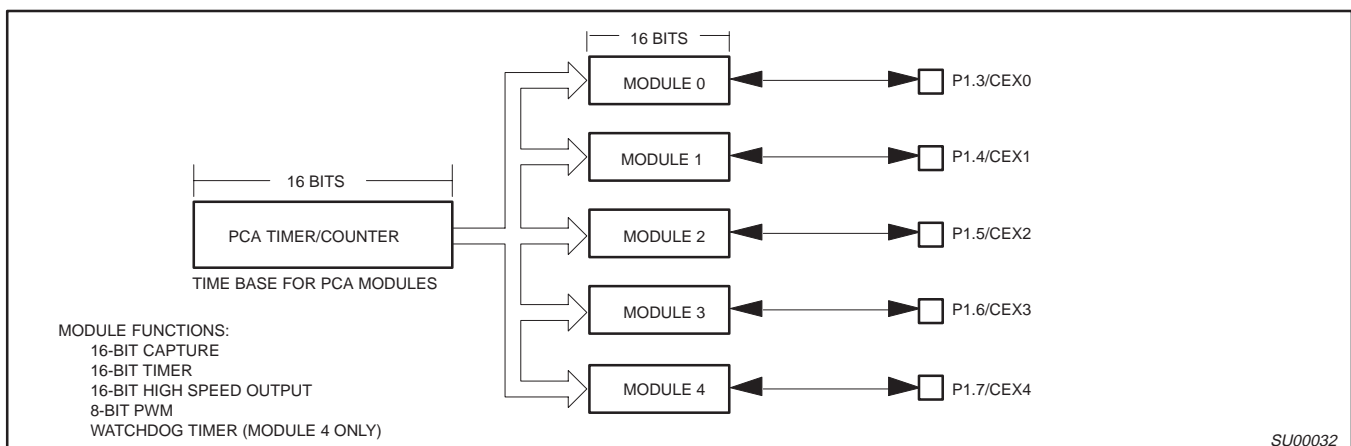 16 BITS
MODULE 0
P1.3/CEX0
MODULE 1
P1.4/CEX1
16 BITS
PCA TIMER/COUNTER
MODULE 2
P1.5/CEX2
TIME BASE FOR PCA MODULES
MODULE 3
P1.6/CEX3
MODULE FUNCTIONS:
16-BIT CAPTURE
16-BIT TIMER
16-BIT HIGH SPEED OUTPUT
8-BIT PWM
WATCHDOG TIMER (MODULE 4 ONLY)
MODULE 4
P1.7/CEX4
SU00032